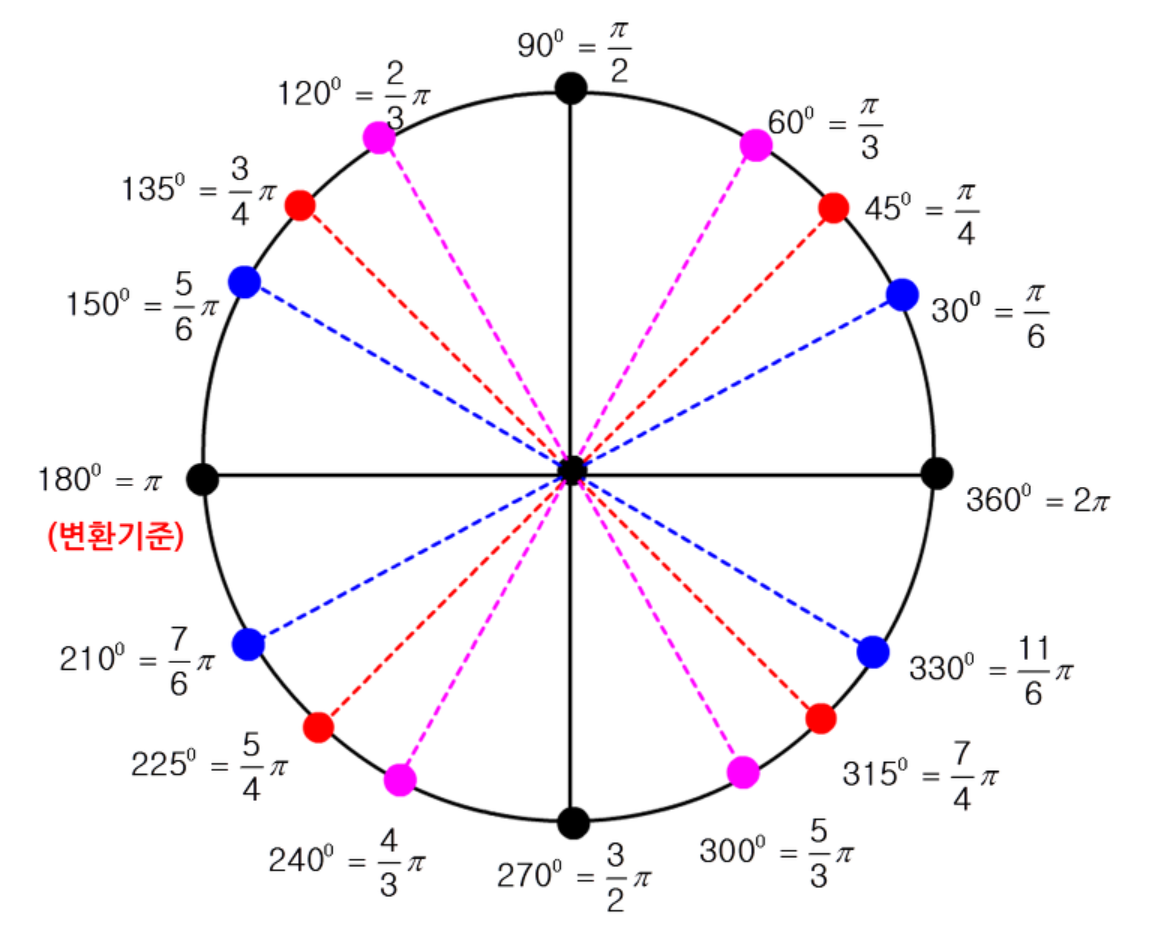 90⁰ = π/2
120⁰ = 2/3 π
60⁰ = π/3
135⁰ = 3/4 π
45⁰ = π/4
150⁰ = 5/6 π
30⁰ = π/6
180⁰ = π
(변환기준)
360⁰ = 2π
210⁰ = 7/6 π
330⁰ = 11/6 π
225⁰ = 5/4 π
315⁰ = 7/4 π
240⁰ = 4/3 π
270⁰ = 3/2 π
300⁰ = 5/3 π